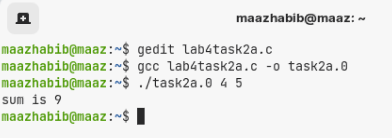 maazhabib@maaz: ~
maazhabib@maaz:~$ gedit lab4task2a.c
maazhabib@maaz:~$ gcc lab4task2a.c -o task2a.0
maazhabib@maaz:~$ ./task2a.0 4 5
sum is 9
maazhabib@maaz:~$